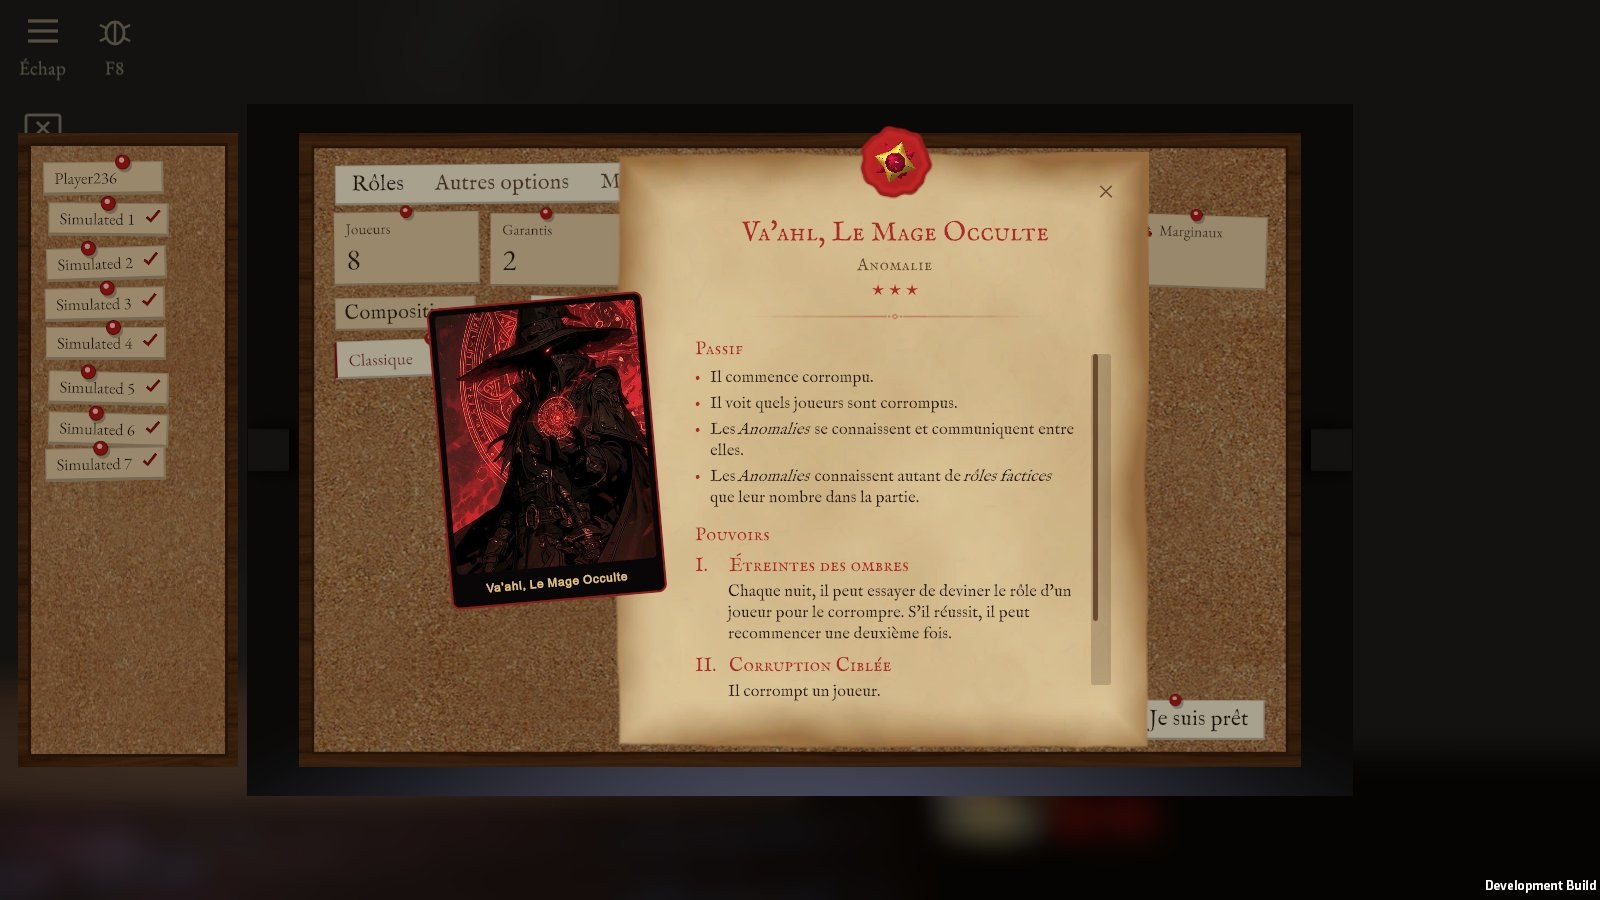 Échap
F8
Player236
Simulated 1
Simulated 2
Simulated 3
Simulated 4
Simulated 5
Simulated 6
Simulated 7
Rôles Autres options M
Joueurs
8
Garantis
2
Marginaux
Compositi
Classique
Va'ahl, Le Mage Occulte
Va'ahl, Le Mage Occulte
Anomalie
Passif
• Il commence corrompu.
• Il voit quels joueurs sont corrompus.
• Les Anomalies se connaissent et communiquent entre
elles.
• Les Anomalies connaissent autant de rôles factices
que leur nombre dans la partie.
Pouvoirs
I. Étreintes des ombres
Chaque nuit, il peut essayer de deviner le rôle d'un
joueur pour le corrompre. S'il réussit, il peut
recommencer une deuxième fois.
II. Corruption Ciblée
Il corrompt un joueur.
Je suis prêt
Development Build